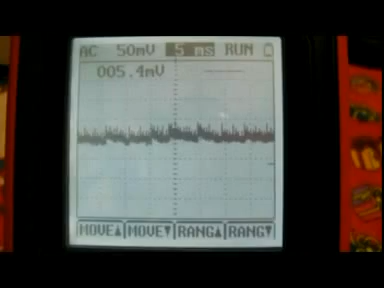 AC 50mV 5 ms RUN
005.4mV
MOVE▲ MOVE▼ RANG▲ RANG▼